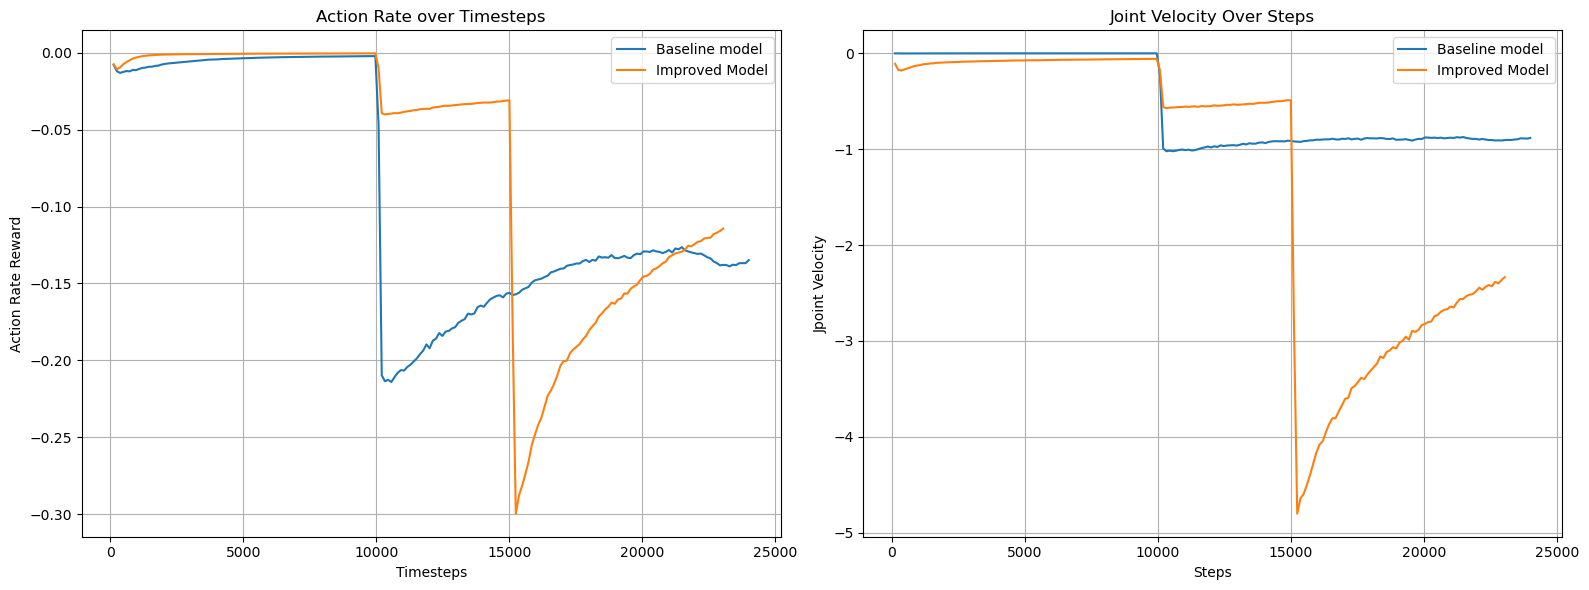 Action Rate over Timesteps
Baseline model
Improved Model
0.00
−0.05
−0.10
−0.15
−0.20
−0.25
−0.30
Action Rate Reward
0
5000
10000
15000
20000
25000
Timesteps
Joint Velocity Over Steps
Baseline model
Improved Model
0
−1
−2
−3
−4
−5
Jpoint Velocity
0
5000
10000
15000
20000
25000
Steps